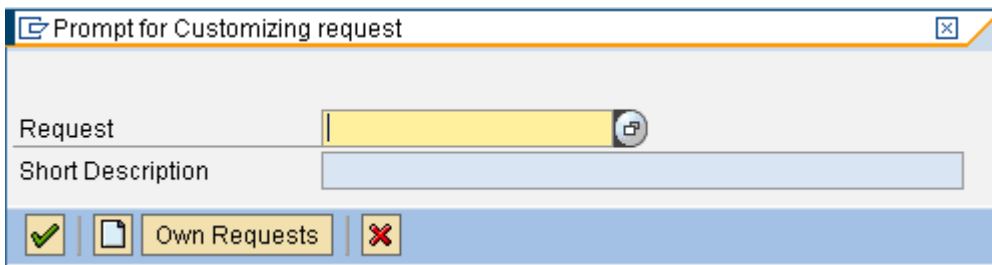 Prompt for Customizing request
Request
Short Description
Own Requests